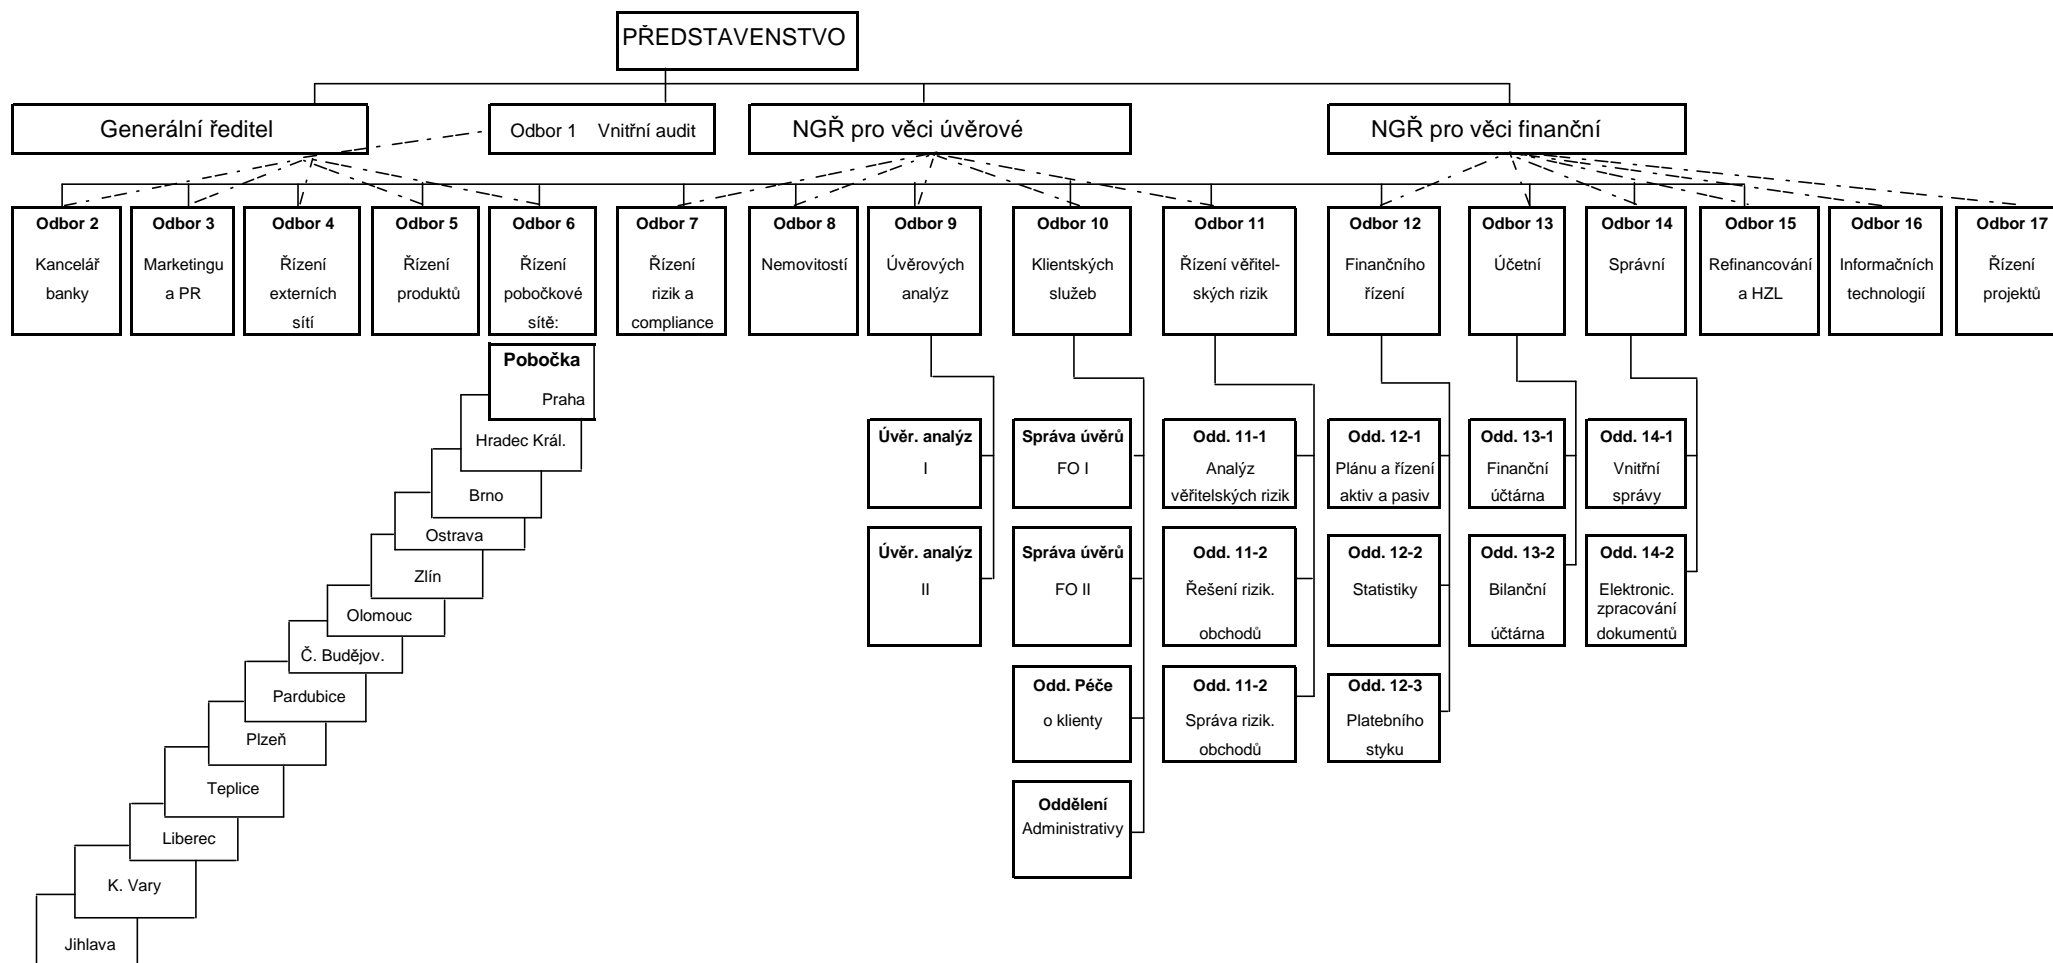 PŘEDSTAVENSTVO
Generální ředitel
Odbor 1 Vnitřní audit
NGŘ pro věci úvěrové
NGŘ pro věci finanční
Odbor 2
Kancelář
banky
Odbor 3
Marketingu
a PR
Odbor 4
Řízení
externích
sítí
Odbor 5
Řízení
produktů
Odbor 6
Řízení
pobočkové
sítě:
Odbor 7
Řízení
rizik a
compliance
Odbor 8
Nemovitostí
Odbor 9
Úvěrových
analýz
Odbor 10
Klientských
služeb
Odbor 11
Řízení věřitel-
ských rizik
Odbor 12
Finančního
řízení
Odbor 13
Účetní
Odbor 14
Správní
Odbor 15
Refinancování
a HZL
Odbor 16
Informačních
technologií
Odbor 17
Řízení
projektů
Pobočka
Praha
Hradec Král.
Brno
Ostrava
Zlín
Olomouc
Č. Budějov.
Pardubice
Plzeň
Teplice
Liberec
K. Vary
Jihlava
Úvěr. analýz
I
Úvěr. analýz
II
Správa úvěrů
FO I
Správa úvěrů
FO II
Odd. Péče
o klienty
Oddělení
Administrativy
Odd. 11-1
Analýz
věřitelských rizik
Odd. 11-2
Řešení rizik.
obchodů
Odd. 11-2
Správa rizik.
obchodů
Odd. 12-1
Plánu a řízení
aktiv a pasiv
Odd. 12-2
Statistiky
Odd. 12-3
Platebního
styku
Odd. 13-1
Finanční
účtárna
Odd. 13-2
Bilanční
účtárna
Odd. 14-1
Vnitřní
správy
Odd. 14-2
Elektronic.
zpracování
dokumentů